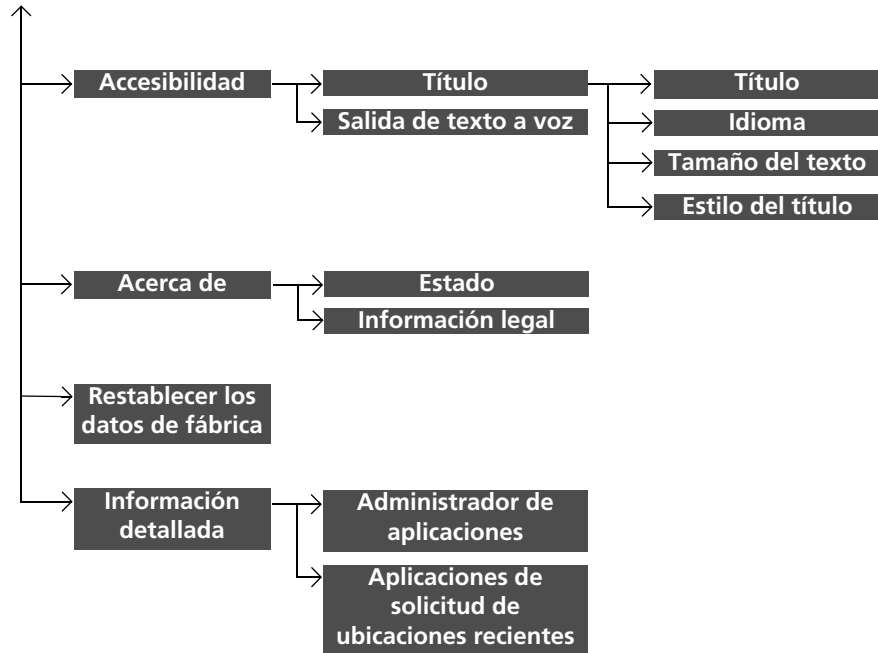 Accesibilidad
Título
Título
Salida de texto a voz
Idioma
Tamaño del texto
Estilo del título
Acerca de
Estado
Información legal
Restablecer los
datos de fábrica
Información
detallada
Administrador de
aplicaciones
Aplicaciones de
solicitud de
ubicaciones recientes